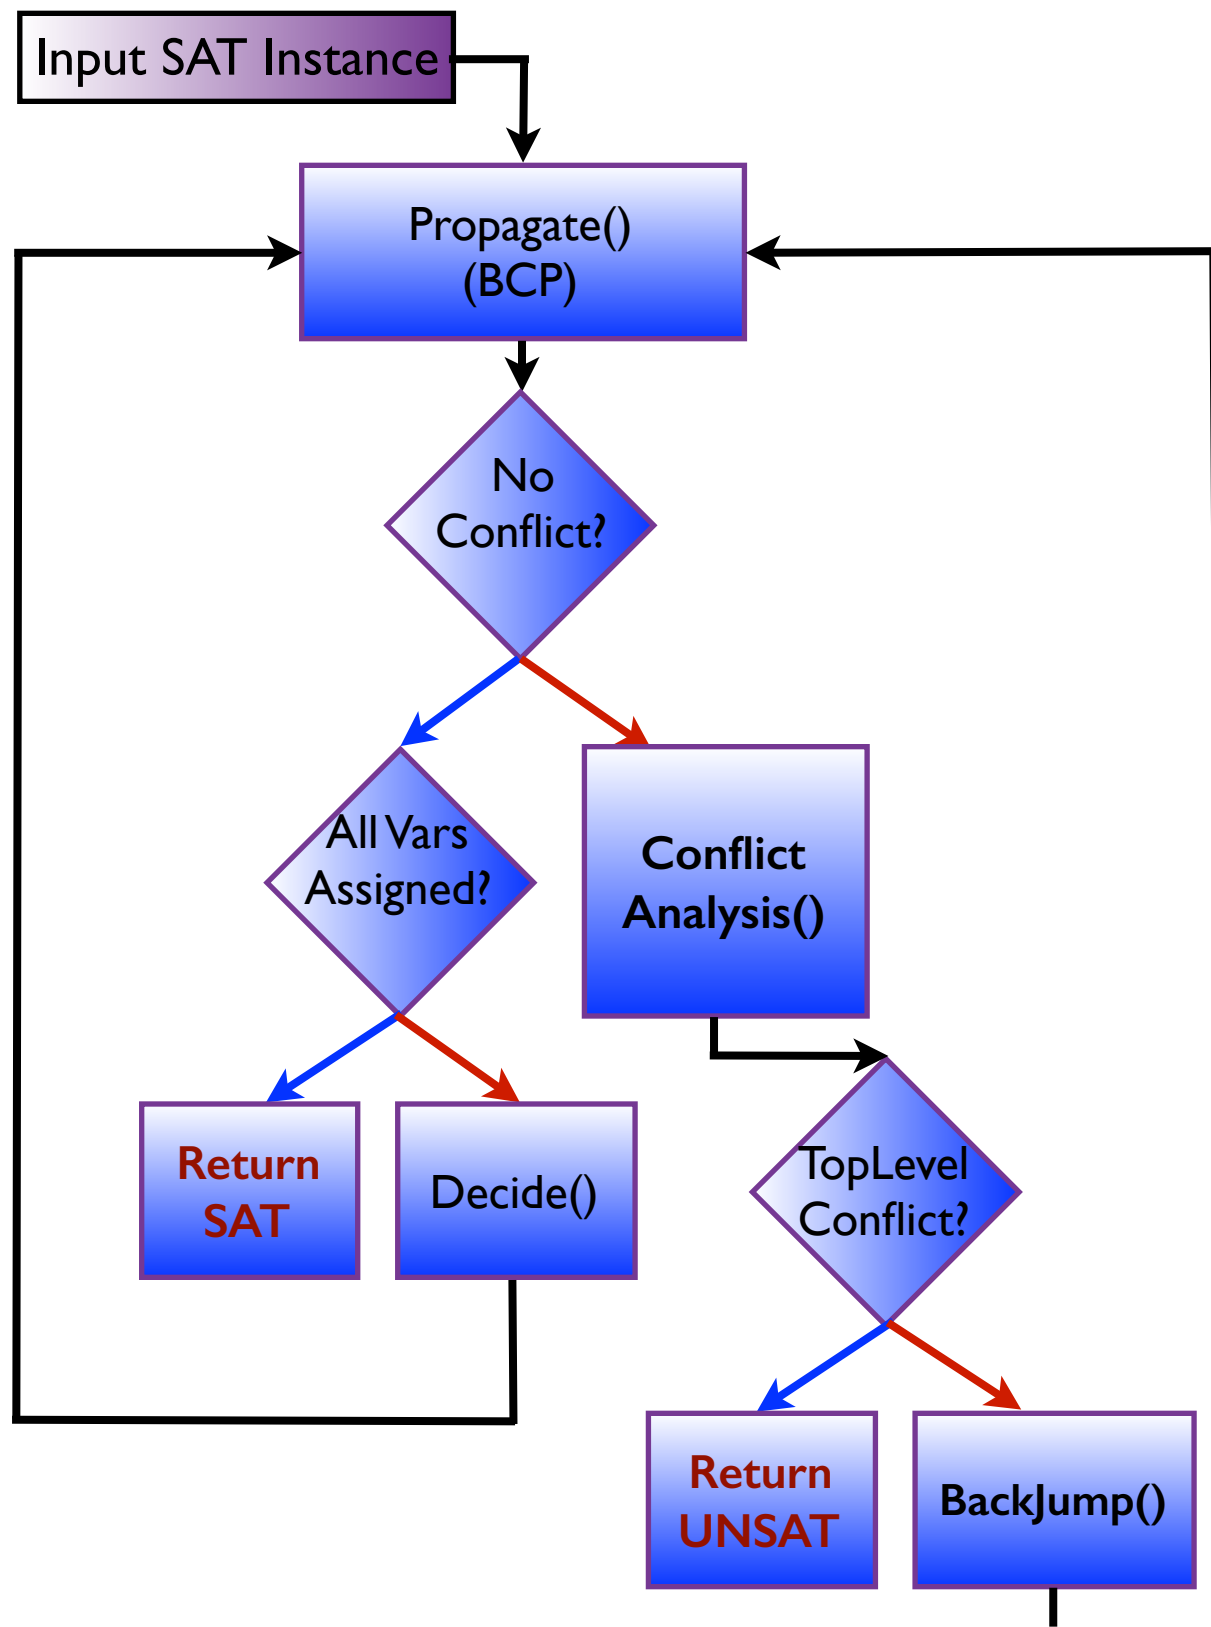 Input SAT Instance
Propagate()
(BCP)
No
Conflict?
All Vars
Assigned?
Conflict
Analysis()
Return
SAT
Decide()
TopLevel
Conflict?
Return
UNSAT
BackJump()